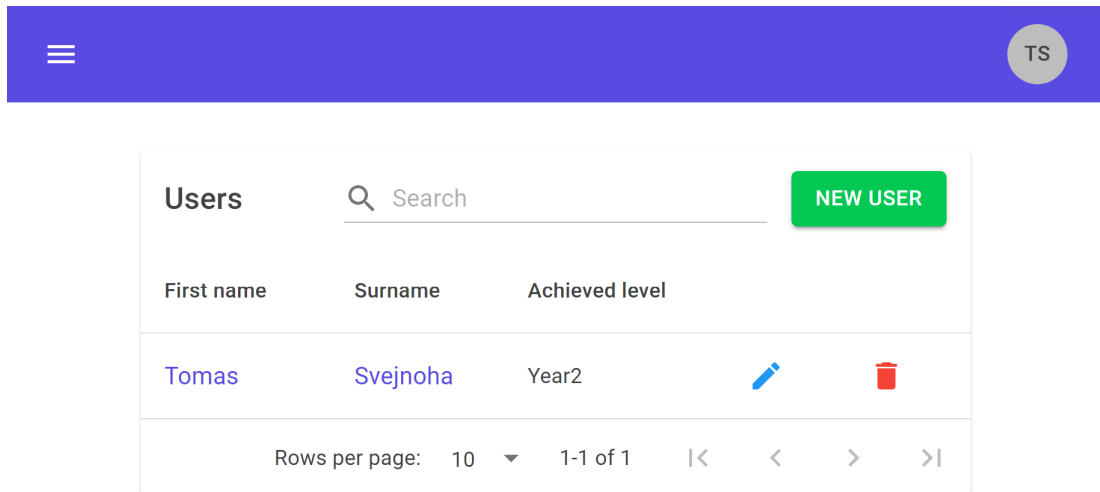 TS
Users Search NEW USER
First name Surname Achieved level
Tomas Svejnoha Year2
Rows per page: 10 1-1 of 1